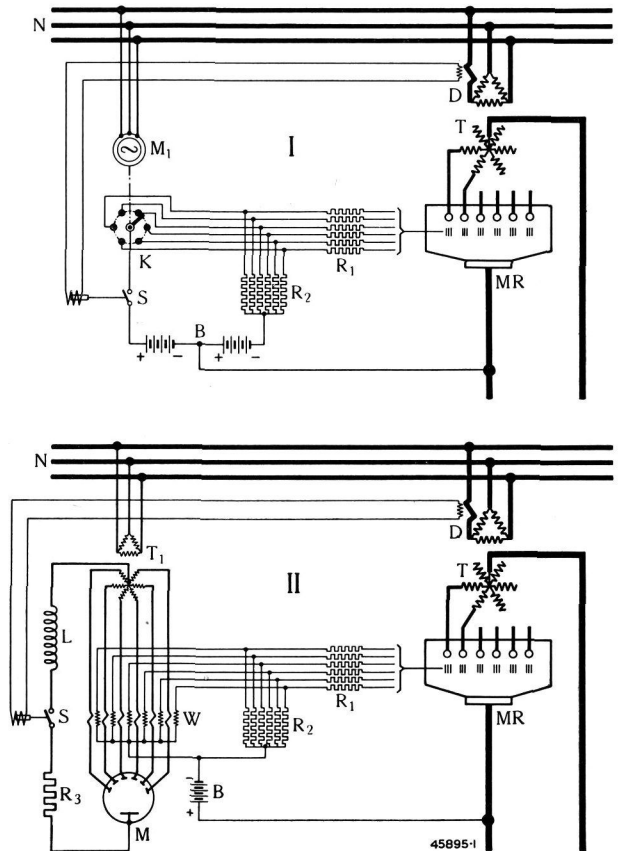 N
D
T
M₁
I
K
R₁
R₂
MR
S
B
+ − + −
N
D
T₁
T
II
L
R₁
S
W
R₂
MR
R₃
B
−
+
M
45895-I